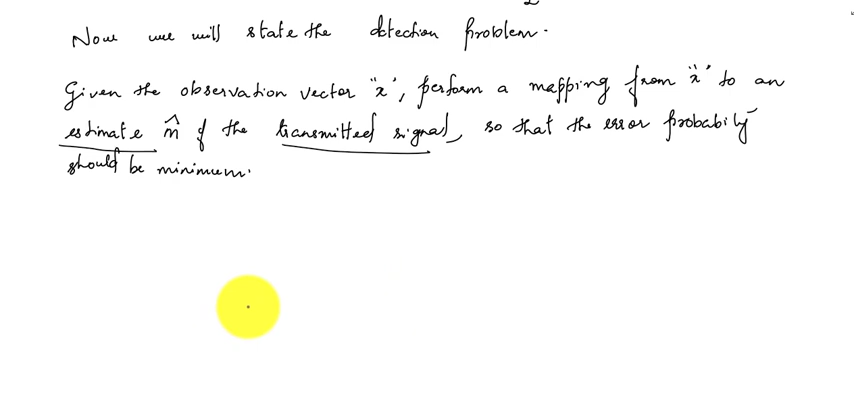 Now we will state the detection problem.
Given the observation vector "x", perform a mapping from "x" to an
estimate m̂ of the transmitted signal, so that the error probability
should be minimum.